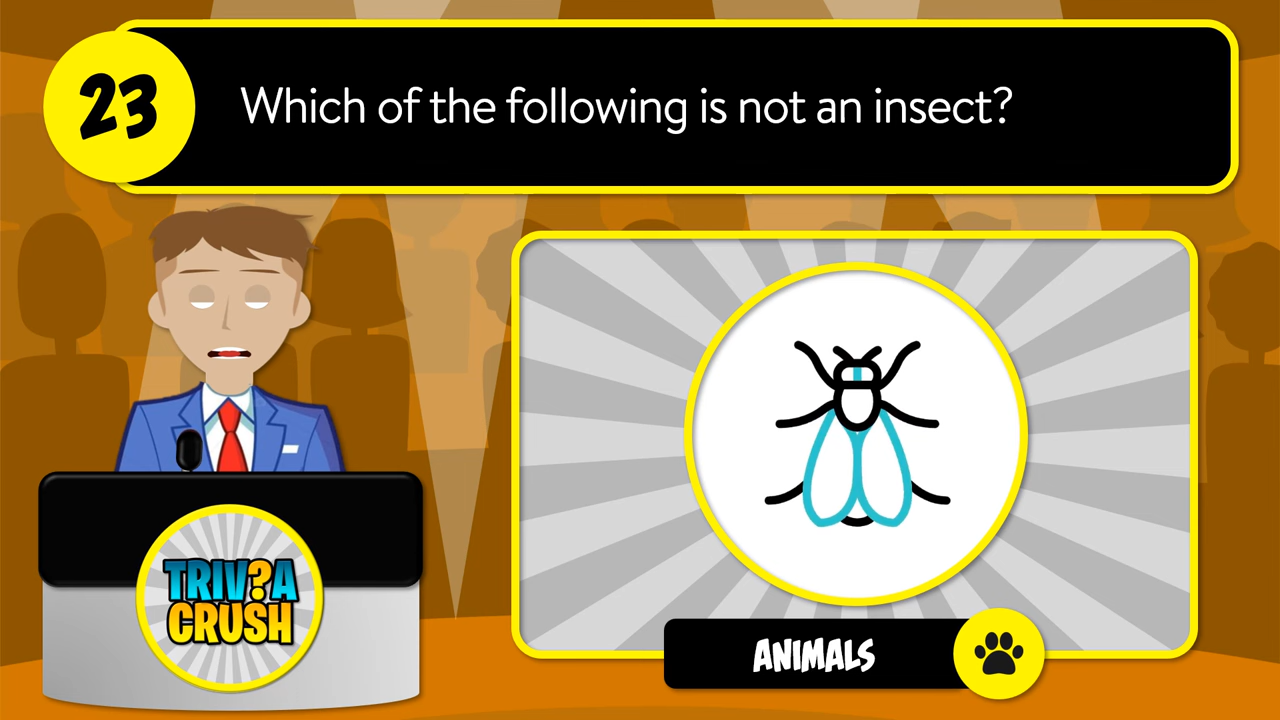 23
Which of the following is not an insect?
TRIV?A
CRUSH
ANIMALS